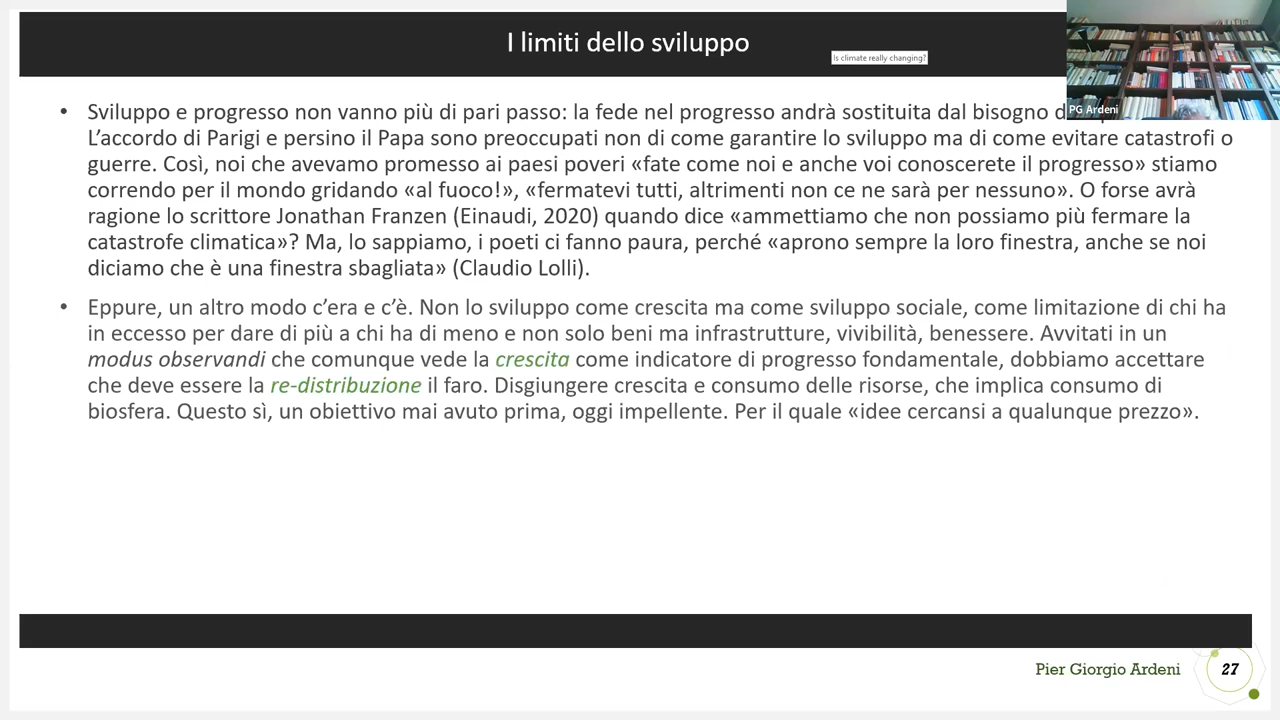 I limiti dello sviluppo
Is climate really changing?
PG Ardeni
• Sviluppo e progresso non vanno più di pari passo: la fede nel progresso andrà sostituita dal bisogno
L’accordo di Parigi e persino il Papa sono preoccupati non di come garantire lo sviluppo ma di come evitare catastrofi o
guerre. Così, noi che avevamo promesso ai paesi poveri «fate come noi e anche voi conoscerete il progresso» stiamo
correndo per il mondo gridando «al fuoco!», «fermatevi tutti, altrimenti non ce ne sarà per nessuno». O forse avrà
ragione lo scrittore Jonathan Franzen (Einaudi, 2020) quando dice «ammettiamo che non possiamo più fermare la
catastrofe climatica»? Ma, lo sappiamo, i poeti ci fanno paura, perché «aprono sempre la loro finestra, anche se noi
diciamo che è una finestra sbagliata» (Claudio Lolli).
• Eppure, un altro modo c’era e c’è. Non lo sviluppo come crescita ma come sviluppo sociale, come limitazione di chi ha
in eccesso per dare di più a chi ha di meno e non solo beni ma infrastrutture, vivibilità, benessere. Avvitati in un
modus observandi che comunque vede la crescita come indicatore di progresso fondamentale, dobbiamo accettare
che deve essere la re-distribuzione il faro. Disgiungere crescita e consumo delle risorse, che implica consumo di
biosfera. Questo sì, un obiettivo mai avuto prima, oggi impellente. Per il quale «idee cercansi a qualunque prezzo».
Pier Giorgio Ardeni
27